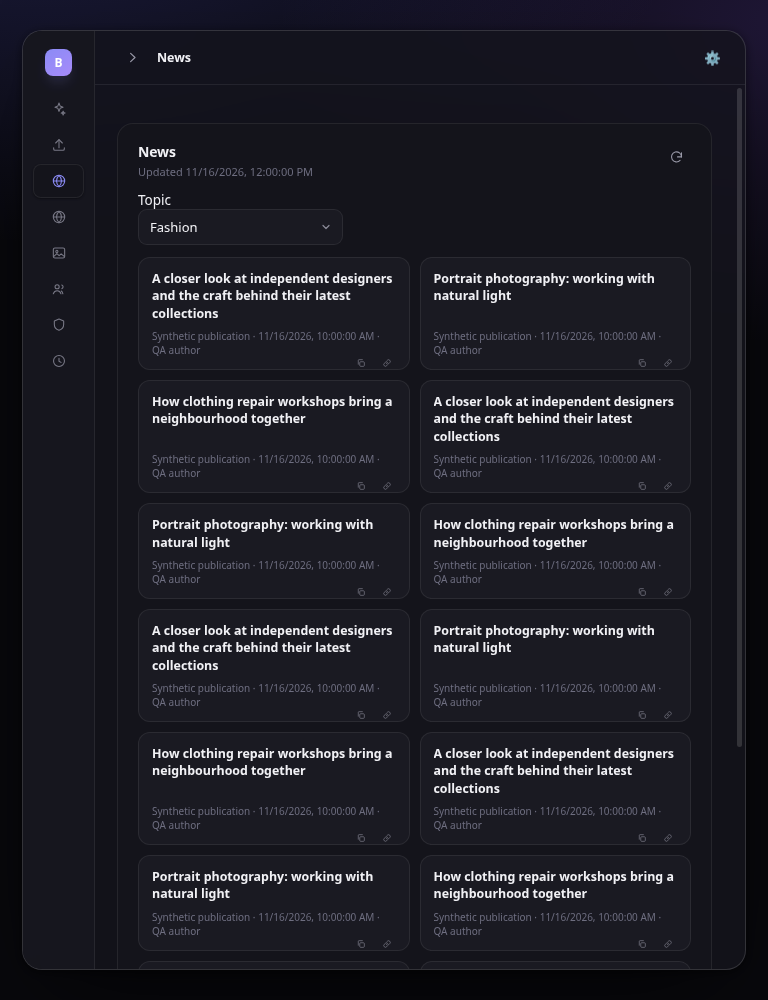 B
News
News
Updated 11/16/2026, 12:00:00 PM
Topic
Fashion
A closer look at independent designers
and the craft behind their latest
collections
Synthetic publication · 11/16/2026, 10:00:00 AM ·
QA author
Portrait photography: working with
natural light
Synthetic publication · 11/16/2026, 10:00:00 AM ·
QA author
How clothing repair workshops bring a
neighbourhood together
Synthetic publication · 11/16/2026, 10:00:00 AM ·
QA author
A closer look at independent designers
and the craft behind their latest
collections
Synthetic publication · 11/16/2026, 10:00:00 AM ·
QA author
Portrait photography: working with
natural light
Synthetic publication · 11/16/2026, 10:00:00 AM ·
QA author
How clothing repair workshops bring a
neighbourhood together
Synthetic publication · 11/16/2026, 10:00:00 AM ·
QA author
A closer look at independent designers
and the craft behind their latest
collections
Synthetic publication · 11/16/2026, 10:00:00 AM ·
QA author
Portrait photography: working with
natural light
Synthetic publication · 11/16/2026, 10:00:00 AM ·
QA author
How clothing repair workshops bring a
neighbourhood together
Synthetic publication · 11/16/2026, 10:00:00 AM ·
QA author
A closer look at independent designers
and the craft behind their latest
collections
Synthetic publication · 11/16/2026, 10:00:00 AM ·
QA author
Portrait photography: working with
natural light
Synthetic publication · 11/16/2026, 10:00:00 AM ·
QA author
How clothing repair workshops bring a
neighbourhood together
Synthetic publication · 11/16/2026, 10:00:00 AM ·
QA author